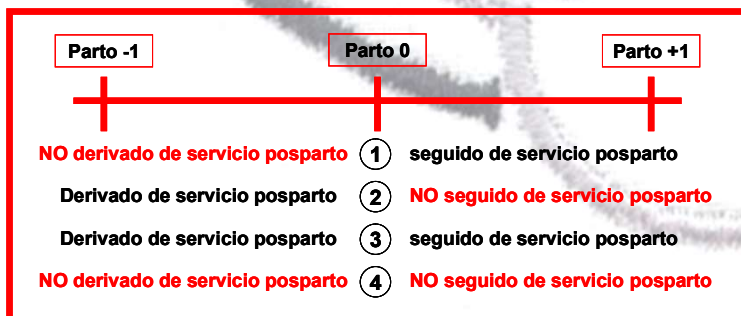 Parto -1 Parto 0 Parto +1
NO derivado de servicio posparto 1 seguido de servicio posparto
Derivado de servicio posparto 2 NO seguido de servicio posparto
Derivado de servicio posparto 3 seguido de servicio posparto
NO derivado de servicio posparto 4 NO seguido de servicio posparto